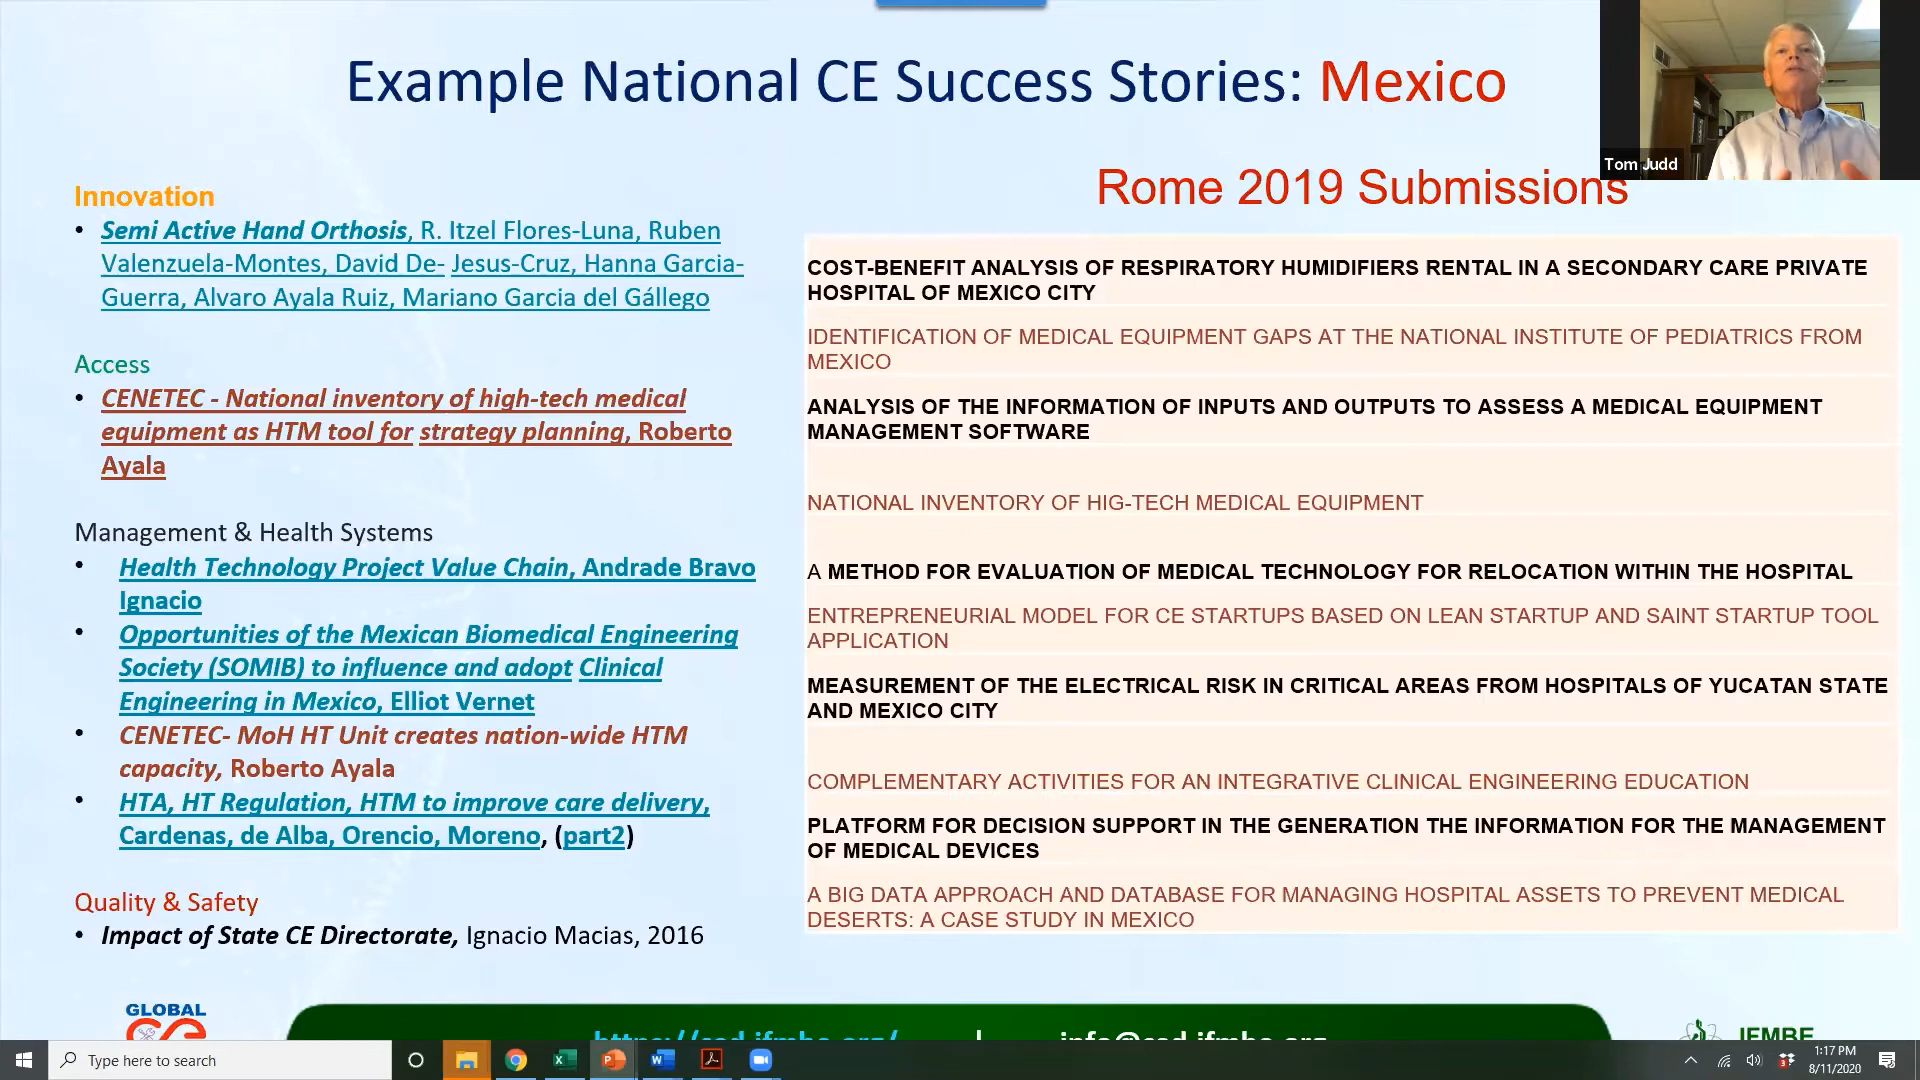 Example National CE Success Stories: Mexico
Tom Judd
Innovation
• Semi Active Hand Orthosis, R. Itzel Flores-Luna, Ruben
Valenzuela-Montes, David De- Jesus-Cruz, Hanna Garcia-
Guerra, Alvaro Ayala Ruiz, Mariano Garcia del Gállego
Access
• CENETEC - National inventory of high-tech medical
equipment as HTM tool for strategy planning, Roberto
Ayala
Management & Health Systems
• Health Technology Project Value Chain, Andrade Bravo
Ignacio
• Opportunities of the Mexican Biomedical Engineering
Society (SOMIB) to influence and adopt Clinical
Engineering in Mexico, Elliot Vernet
• CENETEC- MoH HT Unit creates nation-wide HTM
capacity, Roberto Ayala
• HTA, HT Regulation, HTM to improve care delivery,
Cardenas, de Alba, Orencio, Moreno, (part2)
Quality & Safety
• Impact of State CE Directorate, Ignacio Macias, 2016
Rome 2019 Submissions
COST-BENEFIT ANALYSIS OF RESPIRATORY HUMIDIFIERS RENTAL IN A SECONDARY CARE PRIVATE
HOSPITAL OF MEXICO CITY
IDENTIFICATION OF MEDICAL EQUIPMENT GAPS AT THE NATIONAL INSTITUTE OF PEDIATRICS FROM
MEXICO
ANALYSIS OF THE INFORMATION OF INPUTS AND OUTPUTS TO ASSESS A MEDICAL EQUIPMENT
MANAGEMENT SOFTWARE
NATIONAL INVENTORY OF HIG-TECH MEDICAL EQUIPMENT
A METHOD FOR EVALUATION OF MEDICAL TECHNOLOGY FOR RELOCATION WITHIN THE HOSPITAL
ENTREPRENEURIAL MODEL FOR CE STARTUPS BASED ON LEAN STARTUP AND SAINT STARTUP TOOL
APPLICATION
MEASUREMENT OF THE ELECTRICAL RISK IN CRITICAL AREAS FROM HOSPITALS OF YUCATAN STATE
AND MEXICO CITY
COMPLEMENTARY ACTIVITIES FOR AN INTEGRATIVE CLINICAL ENGINEERING EDUCATION
PLATFORM FOR DECISION SUPPORT IN THE GENERATION THE INFORMATION FOR THE MANAGEMENT
OF MEDICAL DEVICES
A BIG DATA APPROACH AND DATABASE FOR MANAGING HOSPITAL ASSETS TO PREVENT MEDICAL
DESERTS: A CASE STUDY IN MEXICO
GLOBAL
CE
https://ced.ifmbe.org/ | info@ced.ifmbe.org
IFMBE
Type here to search
1:17 PM
8/11/2020